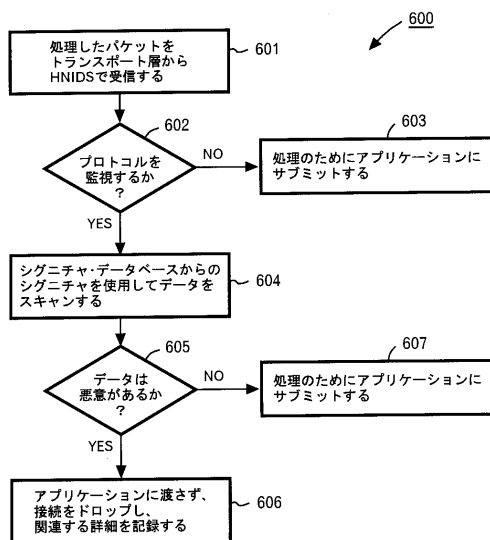 600
処理したパケットを
トランスポート層から
HNIDSで受信する
601
602
プロトコルを
監視するか
?
NO
YES
603
処理のためにアプリケーションに
サブミットする
シグニチャ・データベースからの
シグニチャを使用してデータを
スキャンする
604
605
データは
悪意があるか
?
NO
YES
607
処理のためにアプリケーションに
サブミットする
アプリケーションに渡さず、
接続をドロップし、
関連する詳細を記録する
606